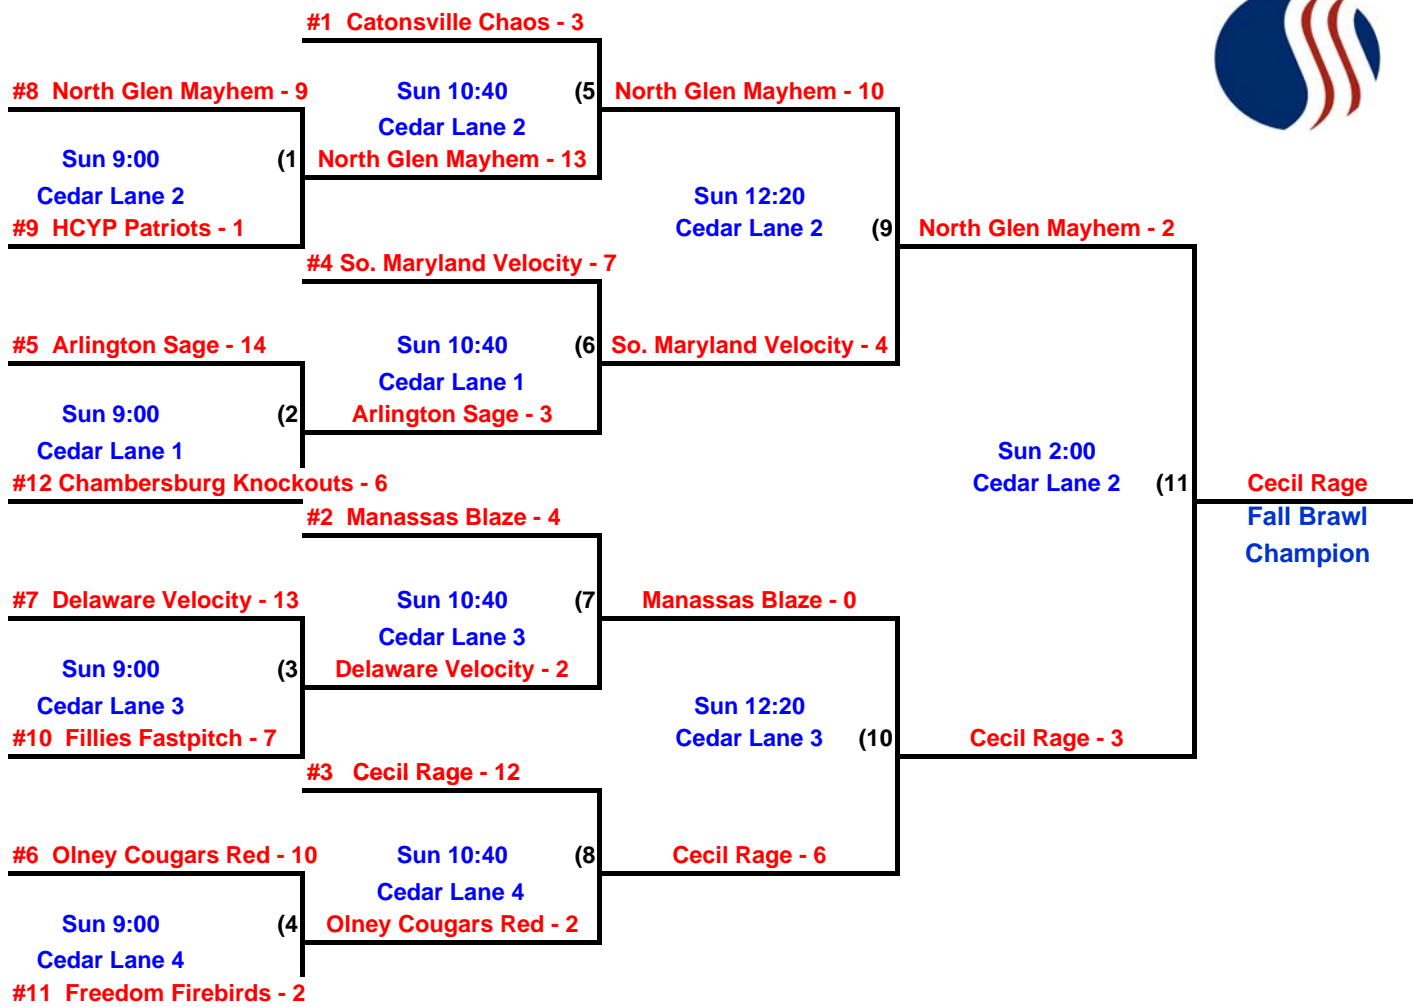 #1 Catonsville Chaos - 3
#8 North Glen Mayhem - 9
Sun 10:40 (5
North Glen Mayhem - 10
Cedar Lane 2
Sun 9:00 (1
North Glen Mayhem - 13
Cedar Lane 2
Sun 12:20
#9 HCYP Patriots - 1
Cedar Lane 2 (9
North Glen Mayhem - 2
#4 So. Maryland Velocity - 7
#5 Arlington Sage - 14
Sun 10:40 (6
So. Maryland Velocity - 4
Cedar Lane 1
Sun 9:00 (2
Arlington Sage - 3
Cedar Lane 1
Sun 2:00
#12 Chambersburg Knockouts - 6
Cedar Lane 2 (11
Cecil Rage
#2 Manassas Blaze - 4
Fall Brawl
Champion
#7 Delaware Velocity - 13
Sun 10:40 (7
Manassas Blaze - 0
Cedar Lane 3
Sun 9:00 (3
Delaware Velocity - 2
Cedar Lane 3
Sun 12:20
#10 Fillies Fastpitch - 7
Cedar Lane 3 (10
Cecil Rage - 3
#3 Cecil Rage - 12
#6 Olney Cougars Red - 10
Sun 10:40 (8
Cecil Rage - 6
Cedar Lane 4
Sun 9:00 (4
Olney Cougars Red - 2
Cedar Lane 4
#11 Freedom Firebirds - 2